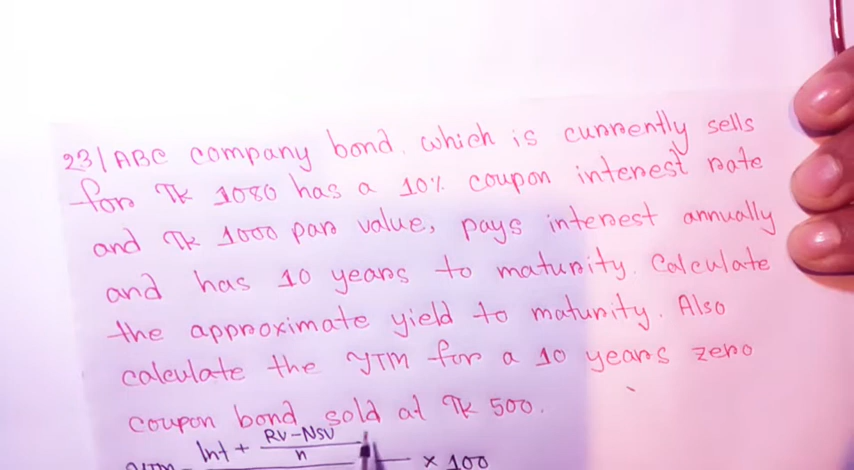 23/ABC company bond. which is currently sells
for Tk 1080 has a 10% coupon interest rate
and Tk 1000 par value, pays interest annually
and has 10 years to maturity. Calculate
the approximate yield to maturity. Also
calculate the YTM for a 10 years zero
coupon bond sold at Tk 500.
Int + RV-NSV
n
× 100